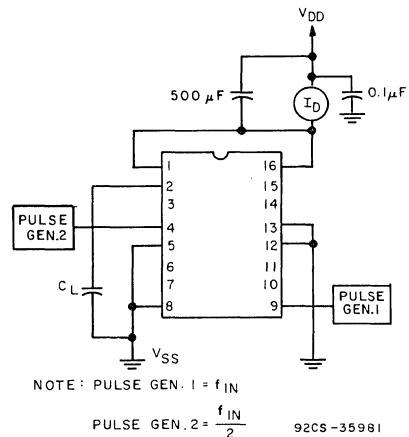 VDD
500 μF
ID
0.1μF
1 16
2 15
3 14
PULSE GEN.2
4 13
5 12
6 11
7 10
8 9
PULSE GEN.1
CL
VSS
NOTE: PULSE GEN. 1 = fIN
PULSE GEN. 2 = fIN/2
92CS-35981